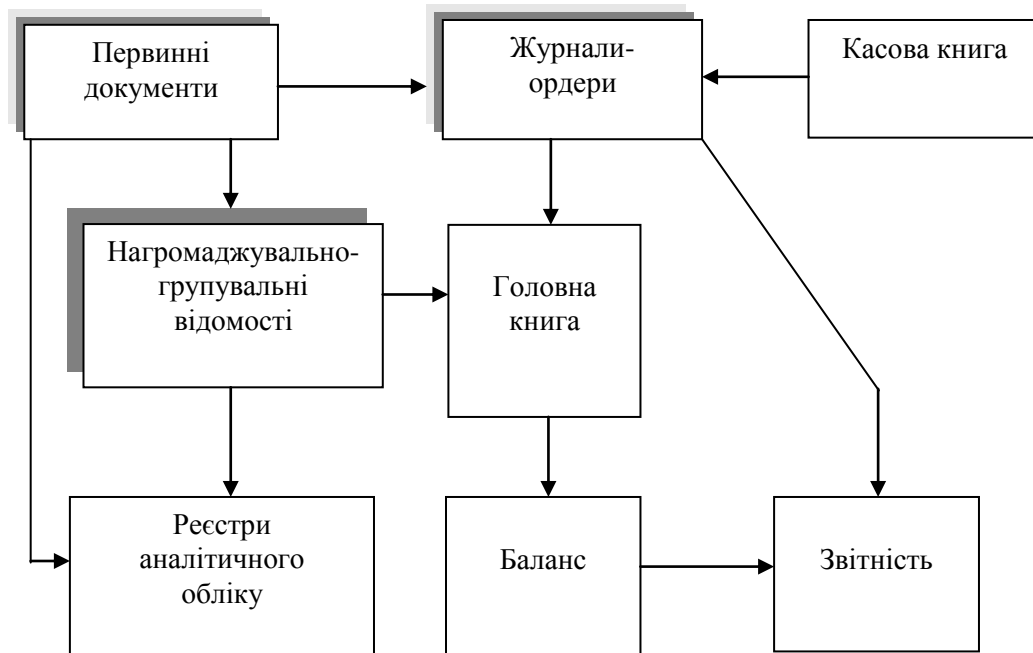 Первинні
документи
Журнали-
ордери
Касова книга
Нагромаджувально-
групувальні
відомості
Головна
книга
Реєстри
аналітичного
обліку
Баланс
Звітність